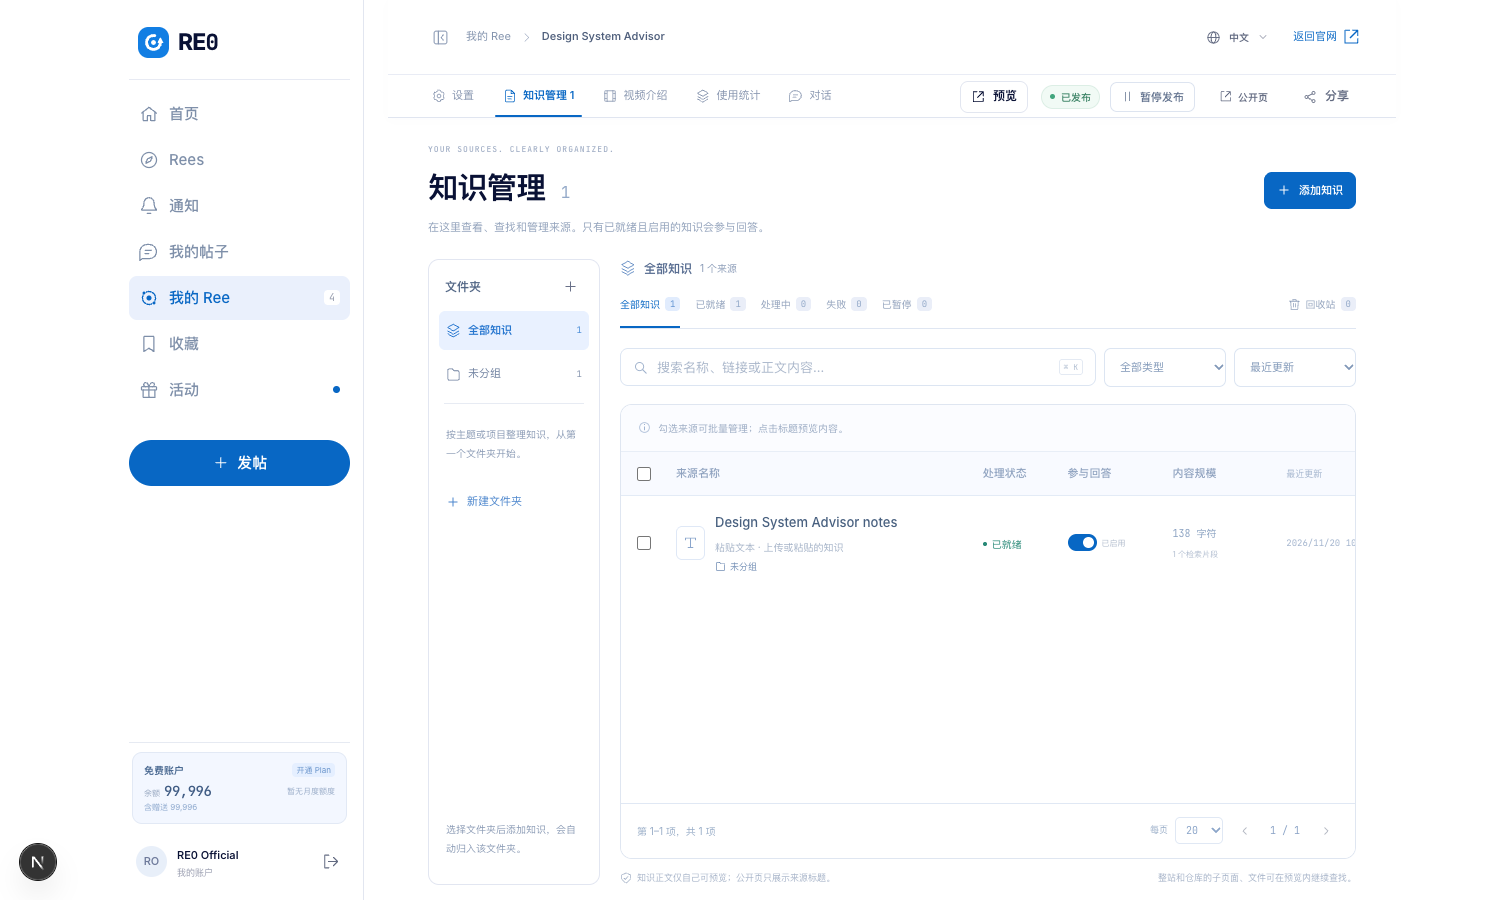 RE0
首页
Rees
通知
我的帖子
我的 Ree 4
收藏
活动
发帖
免费账户 开通 Plan
余额 99,996 暂无月度额度
含赠送 99,996
N
RO RE0 Official
我的账户
我的 Ree Design System Advisor
中文 返回官网
设置 知识管理 1 视频介绍 使用统计 对话
预览 已发布 暂停发布 公开页 分享
YOUR SOURCES. CLEARLY ORGANIZED.
知识管理 1
添加知识
在这里查看、查找和管理来源。只有已就绪且启用的知识会参与回答。
文件夹
全部知识 1
未分组 1
按主题或项目整理知识，从第
一个文件夹开始。
新建文件夹
选择文件夹后添加知识，会自
动归入该文件夹。
全部知识 1 个来源
全部知识 1 已就绪 1 处理中 0 失败 0 已暂停 0 回收站 0
搜索名称、链接或正文内容... ⌘ K 全部类型 最近更新
勾选来源可批量管理；点击标题预览内容。
来源名称 处理状态 参与回答 内容规模 最近更新
Design System Advisor notes
T 粘贴文本 · 上传或粘贴的知识
未分组
已就绪 已启用
138 字符
1 个检索片段
2026/11/20 10
第 1–1 项，共 1 项 每页 20 1 / 1
知识正文仅自己可预览；公开页只展示来源标题。
整站和仓库的子页面、文件可在预览内继续查找。